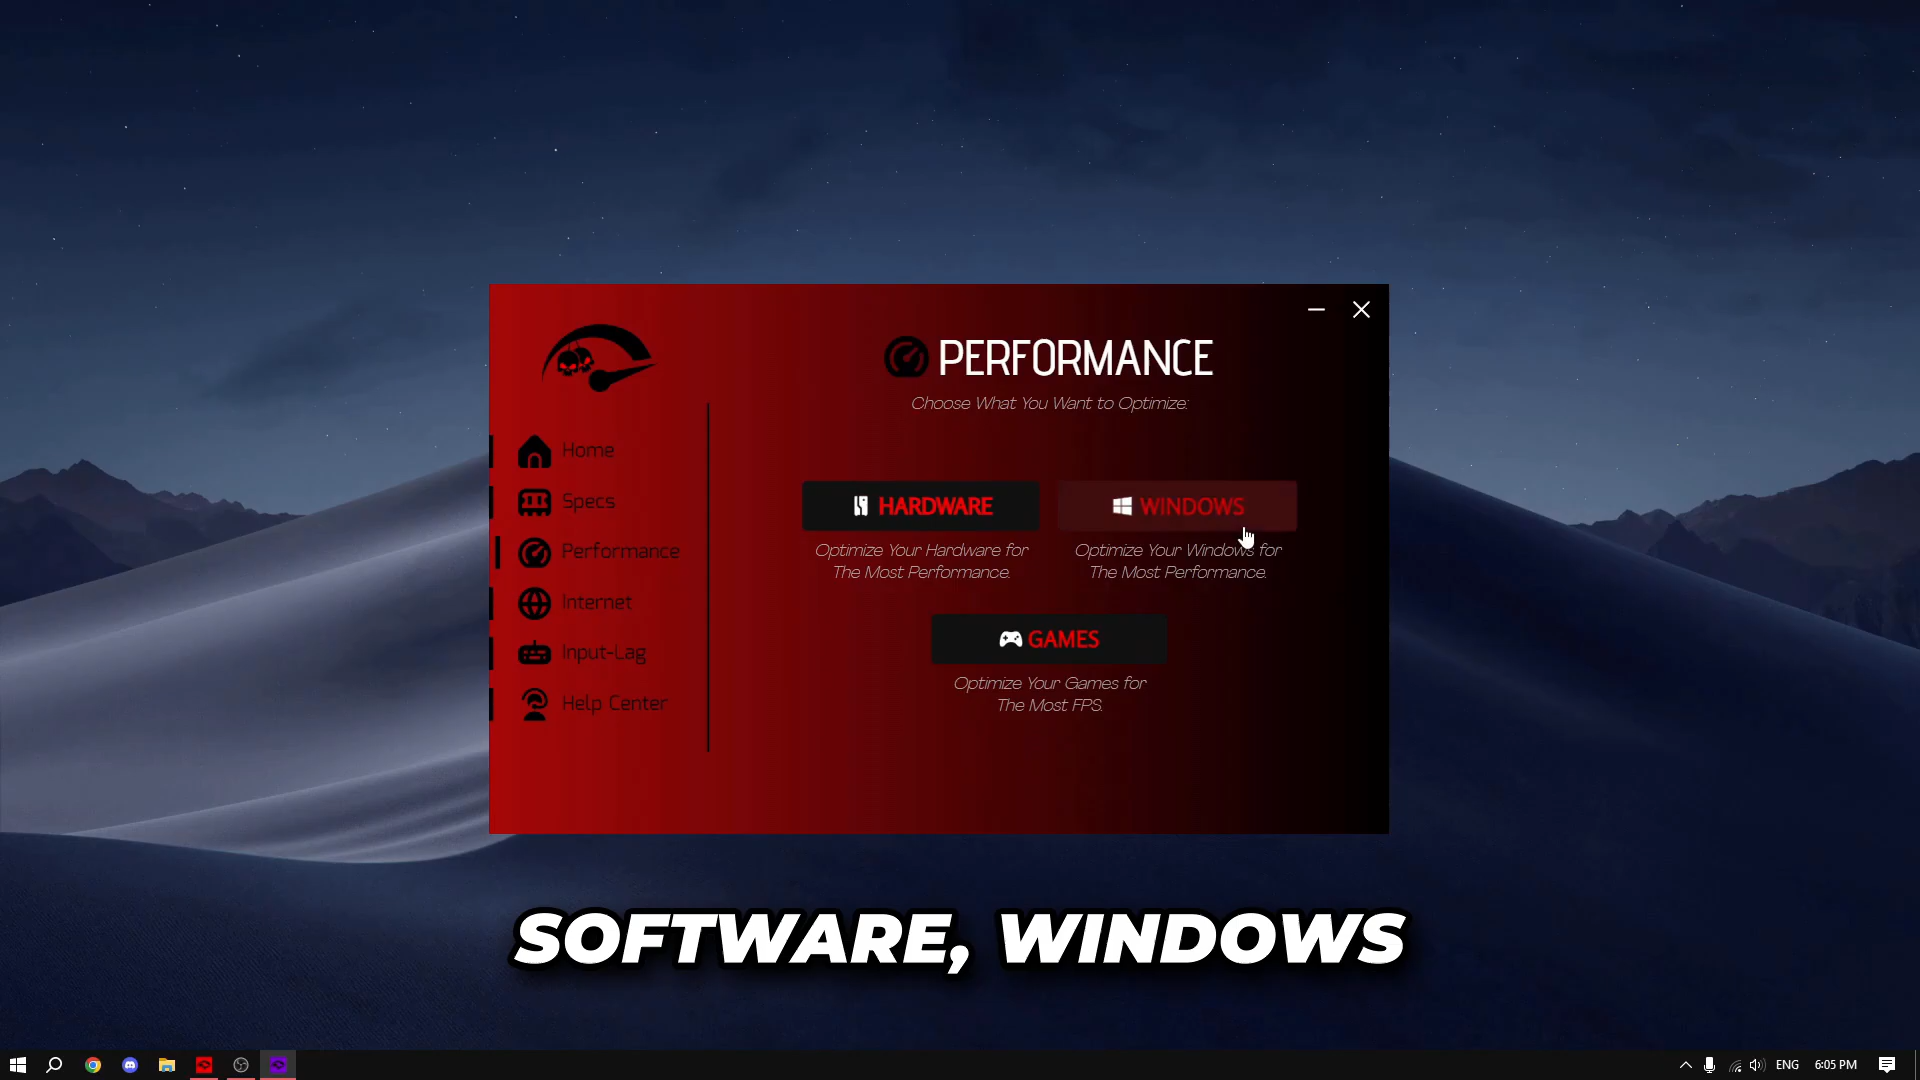 PERFORMANCE
Choose What You Want to Optimize:
Home
Specs
Performance
Internet
Input-Lag
Help Center
HARDWARE
Optimize Your Hardware for
The Most Performance.
WINDOWS
Optimize Your Windows for
The Most Performance.
GAMES
Optimize Your Games for
The Most FPS.
SOFTWARE, WINDOWS
ENG
6:05 PM